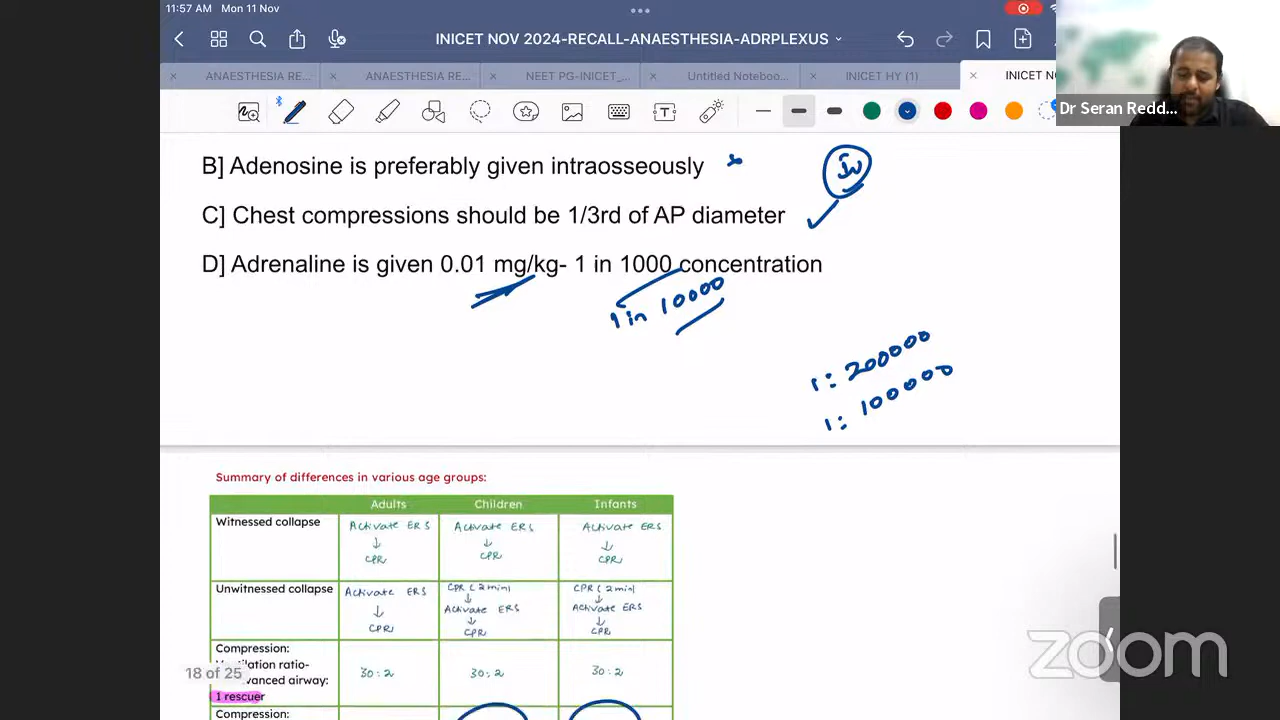 11:57 AM Mon 11 Nov
INICET NOV 2024-RECALL-ANAESTHESIA-ADRPLEXUS
ANAESTHESIA RE...
ANAESTHESIA RE...
NEET PG-INICET_...
Untitled Noteboo...
INICET HY (1)
INICET NO
Dr Seran Redd...
B] Adenosine is preferably given intraosseously
IV
C] Chest compressions should be 1/3rd of AP diameter
D] Adrenaline is given 0.01 mg/kg- 1 in 1000 concentration
1 in 10000
1: 200000
1: 100000
Summary of differences in various age groups:
Adults Children Infants
Witnessed collapse
Activate ERS ↓ CPR
Activate ERS ↓ CPR
Activate ERS ↓ CPR
Unwitnessed collapse
Activate ERS ↓ CPR
CPR (2 min) ↓ Activate ERS ↓ CPR
CPR (2 min) ↓ Activate ERS ↓ CPR
Compression:
ratio-
airway:
1 rescuer
30:2 30:2 30:2
18 of 25
Compression:
zoom